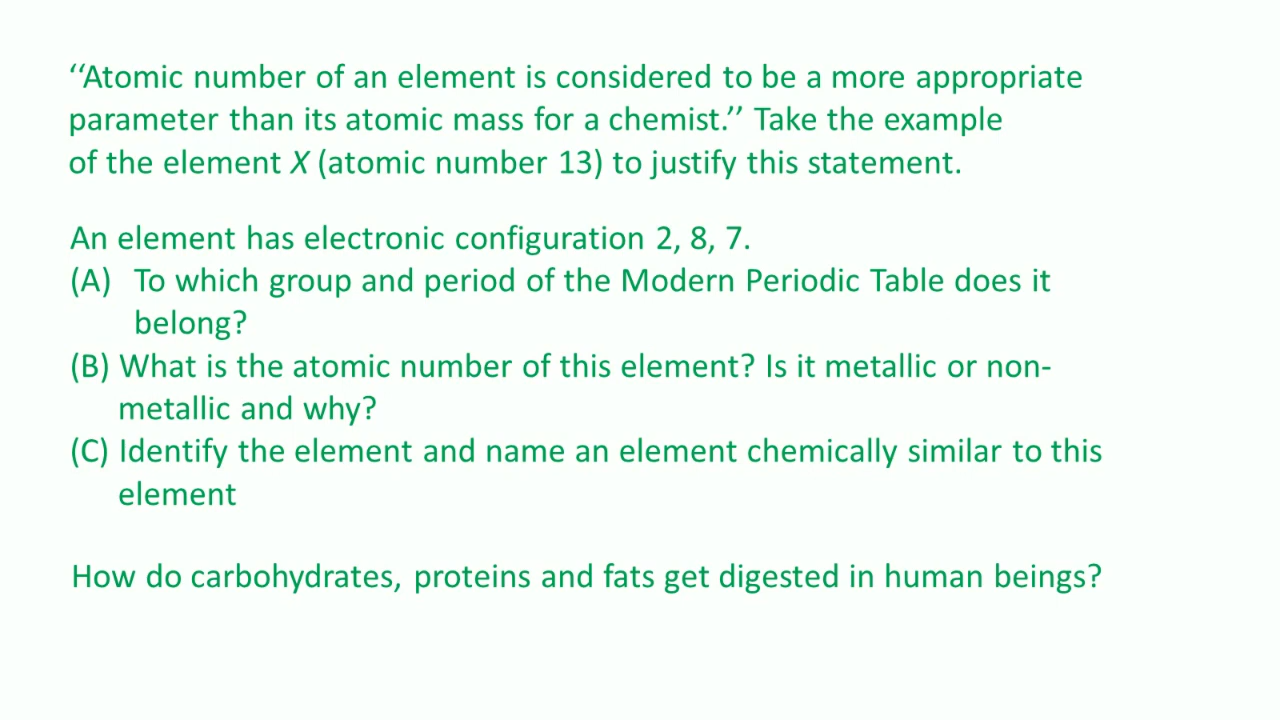 ‘‘Atomic number of an element is considered to be a more appropriate
parameter than its atomic mass for a chemist.’’ Take the example
of the element X (atomic number 13) to justify this statement.
An element has electronic configuration 2, 8, 7.
(A) To which group and period of the Modern Periodic Table does it
belong?
(B) What is the atomic number of this element? Is it metallic or non-
metallic and why?
(C) Identify the element and name an element chemically similar to this
element
How do carbohydrates, proteins and fats get digested in human beings?